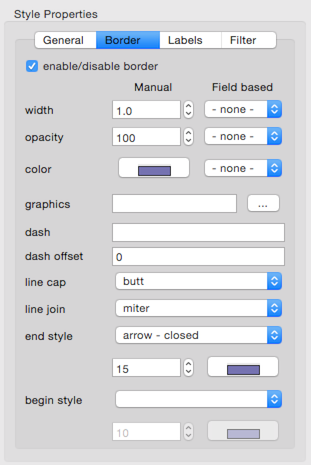 Style Properties
General Border Labels Filter
enable/disable border
Manual Field based
width 1.0 - none -
opacity 100 - none -
color - none -
graphics ...
dash
dash offset 0
line cap butt
line join miter
end style arrow - closed
15
begin style
10